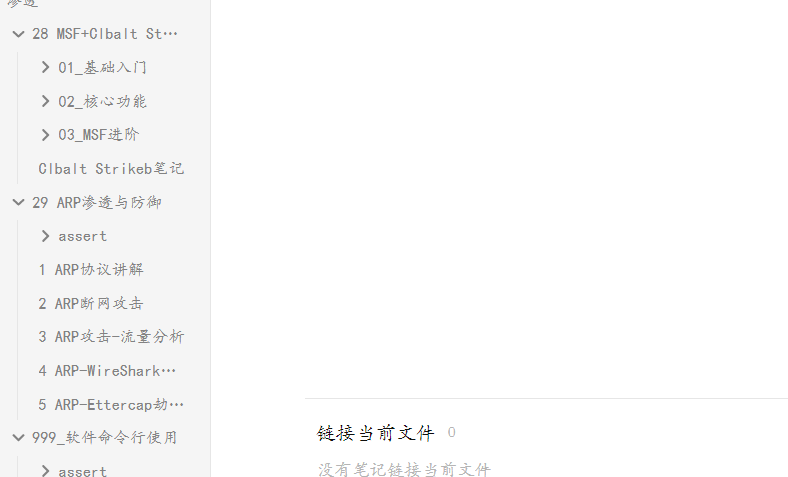 渗透
28 MSF+Clbalt St…
01_基础入门
02_核心功能
03_MSF进阶
Clbalt Strikeb笔记
29 ARP渗透与防御
assert
1 ARP协议讲解
2 ARP断网攻击
3 ARP攻击-流量分析
4 ARP-WireShark…
5 ARP-Ettercap劫…
999_软件命令行使用
assert
链接当前文件 0
没有笔记链接当前文件